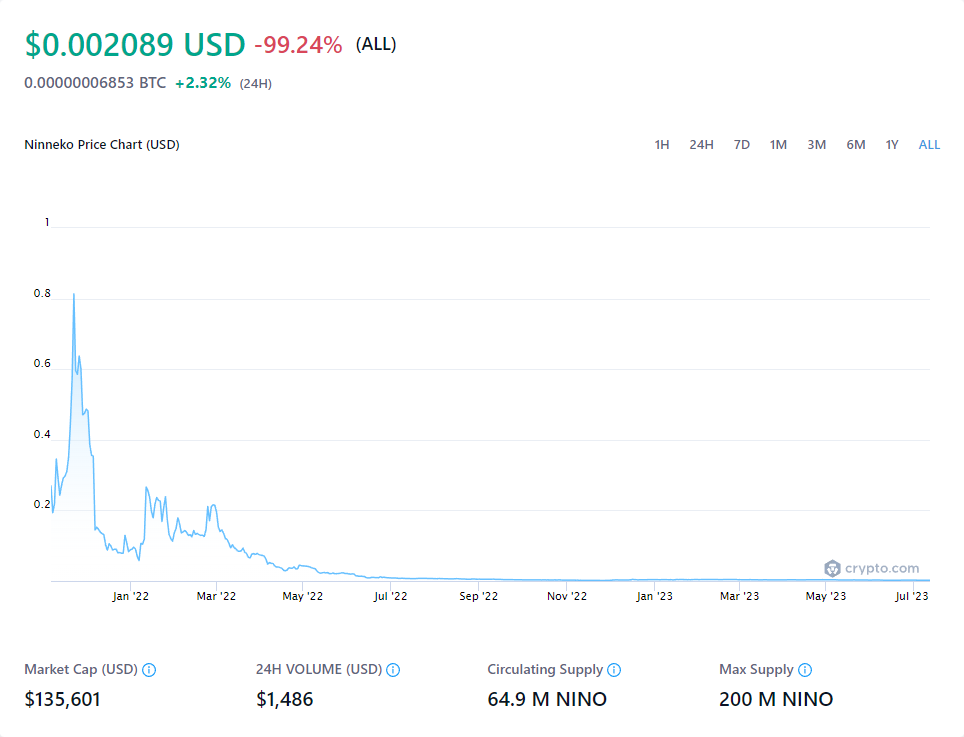 $0.002089 USD -99.24% (ALL)
0.00000006853 BTC +2.32% (24H)
Ninneko Price Chart (USD) 1H 24H 7D 1M 3M 6M 1Y ALL
1
0.8
0.6
0.4
0.2
crypto.com
Jan '22 Mar '22 May '22 Jul '22 Sep '22 Nov '22 Jan '23 Mar '23 May '23 Jul '23
Market Cap (USD) 24H VOLUME (USD) Circulating Supply Max Supply
$135,601 $1,486 64.9 M NINO 200 M NINO